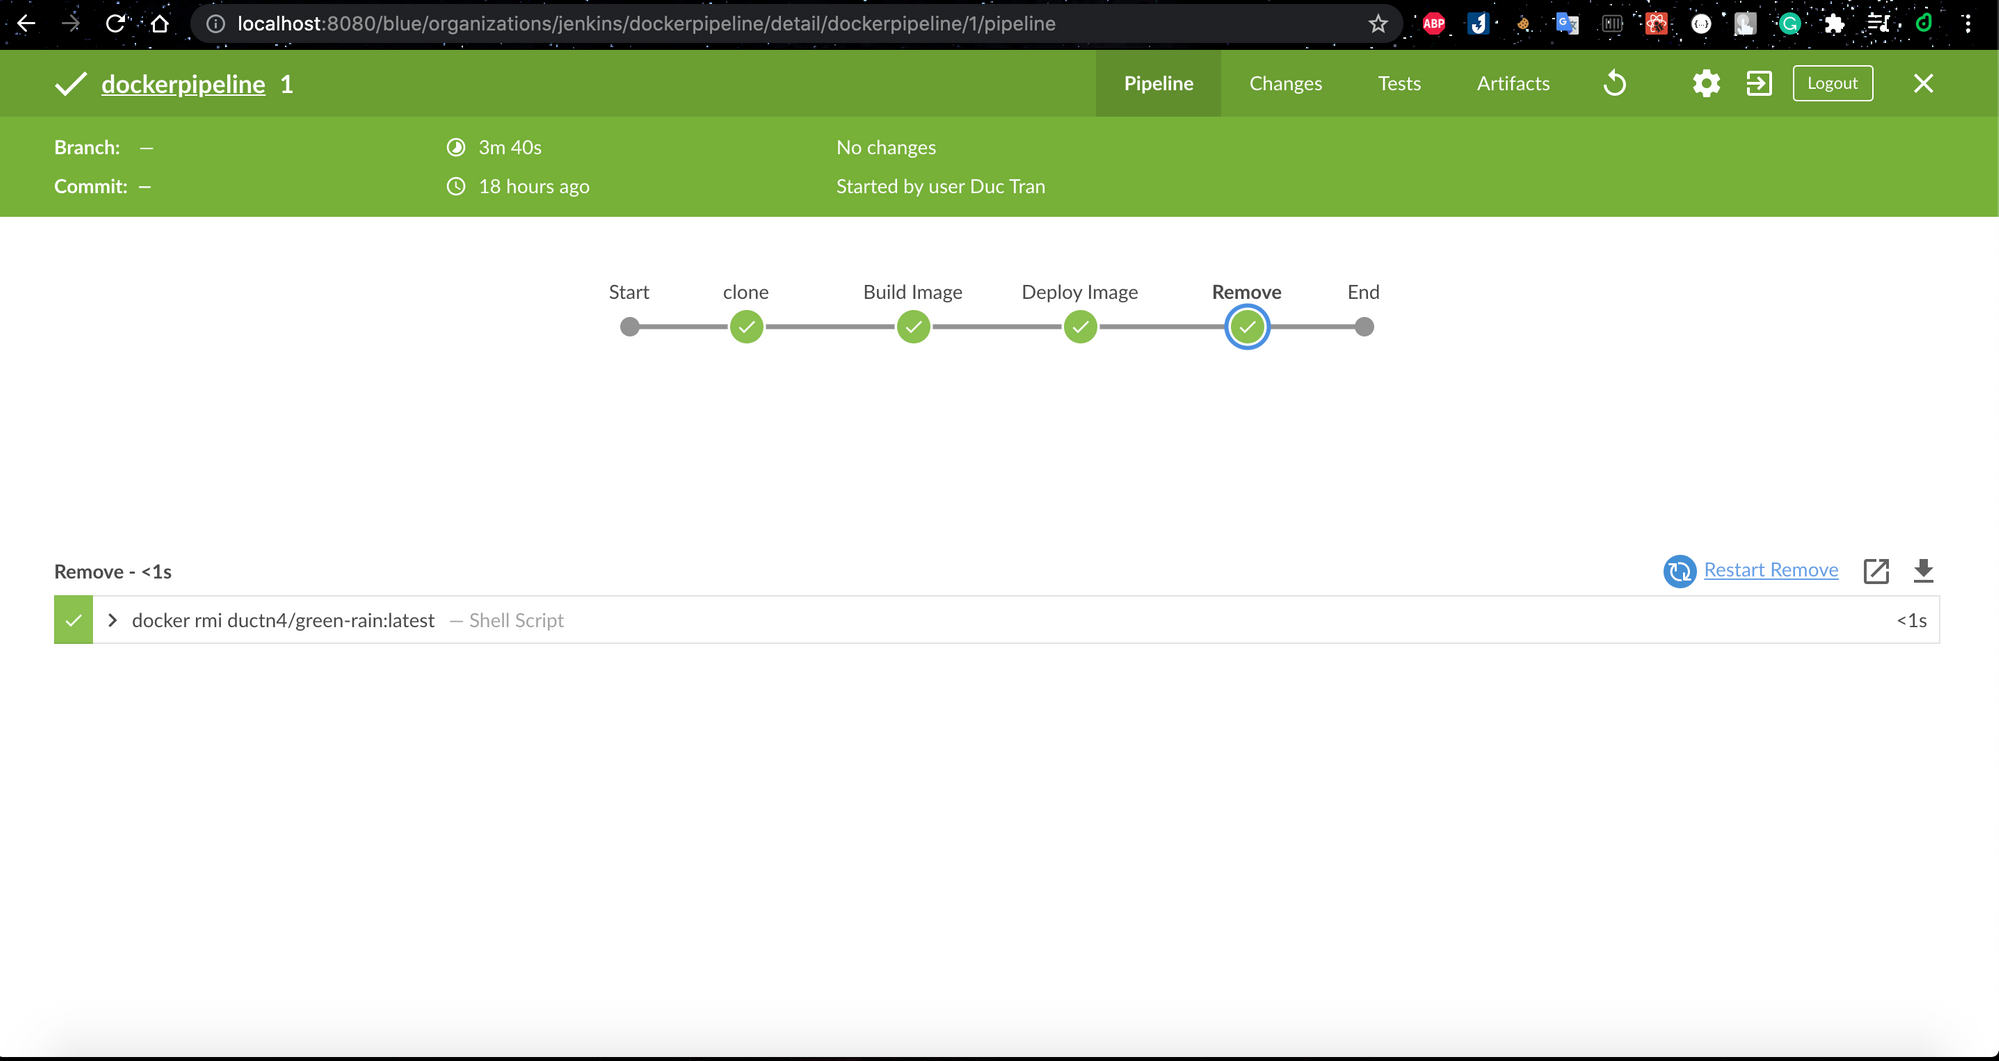 localhost:8080/blue/organizations/jenkins/dockerpipeline/detail/dockerpipeline/1/pipeline
ABP
dockerpipeline 1
Pipeline Changes Tests Artifacts Logout
Branch: — 3m 40s No changes
Commit: — 18 hours ago Started by user Duc Tran
Start clone Build Image Deploy Image Remove End
Remove - <1s Restart Remove
docker rmi ductn4/green-rain:latest — Shell Script <1s